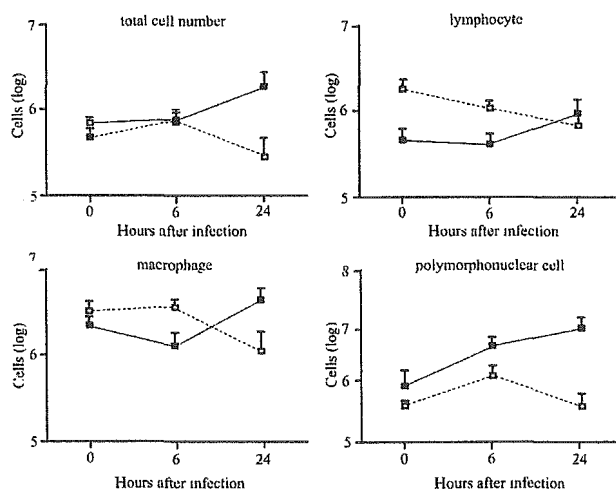 total cell number
7
6
5
Cells (log)
0 6 24
Hours after infection
lymphocyte
7
6
5
Cells (log)
0 6 24
Hours after infection
macrophage
7
6
5
Cells (log)
0 6 24
Hours after infection
polymorphonuclear cell
8
7
6
5
Cells (log)
0 6 24
Hours after infection